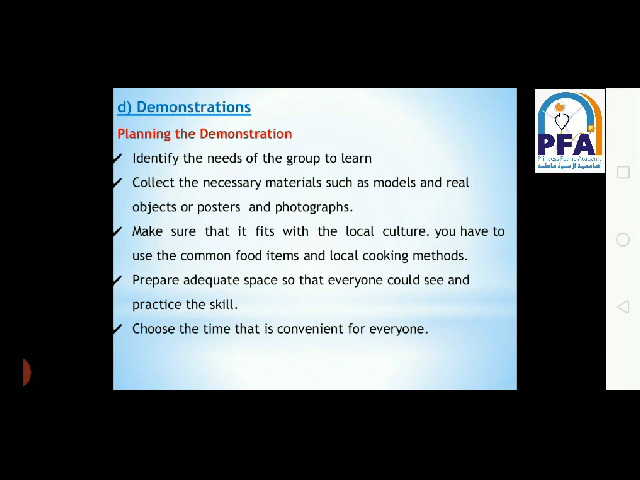 d) Demonstrations
Planning the Demonstration
✓ Identify the needs of the group to learn
✓ Collect the necessary materials such as models and real
objects or posters and photographs.
✓ Make sure that it fits with the local culture. you have to
use the common food items and local cooking methods.
✓ Prepare adequate space so that everyone could see and
practice the skill.
✓ Choose the time that is convenient for everyone.
PFA